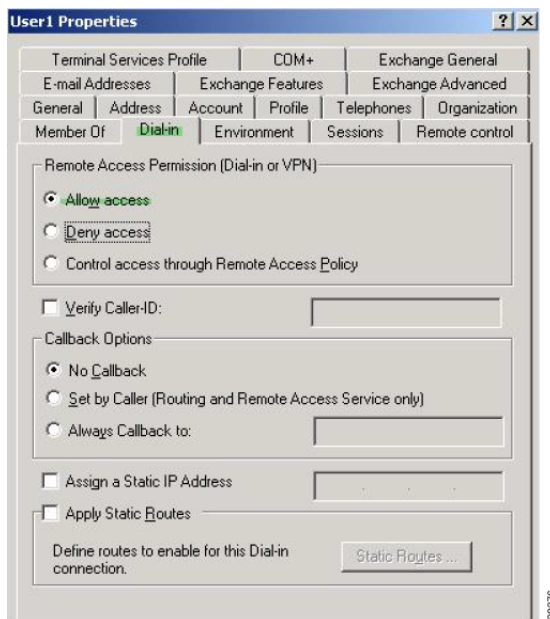 User1 Properties
Terminal Services Profile COM+ Exchange General
E-mail Addresses Exchange Features Exchange Advanced
General Address Account Profile Telephones Organization
Member Of Dial-in Environment Sessions Remote control
Remote Access Permission (Dial-in or VPN)
Allow access
Deny access
Control access through Remote Access Policy
Verify Caller-ID:
Callback Options
No Callback
Set by Caller (Routing and Remote Access Service only)
Always Callback to:
Assign a Static IP Address
Apply Static Routes
Define routes to enable for this Dial-in
connection.
Static Routes ...